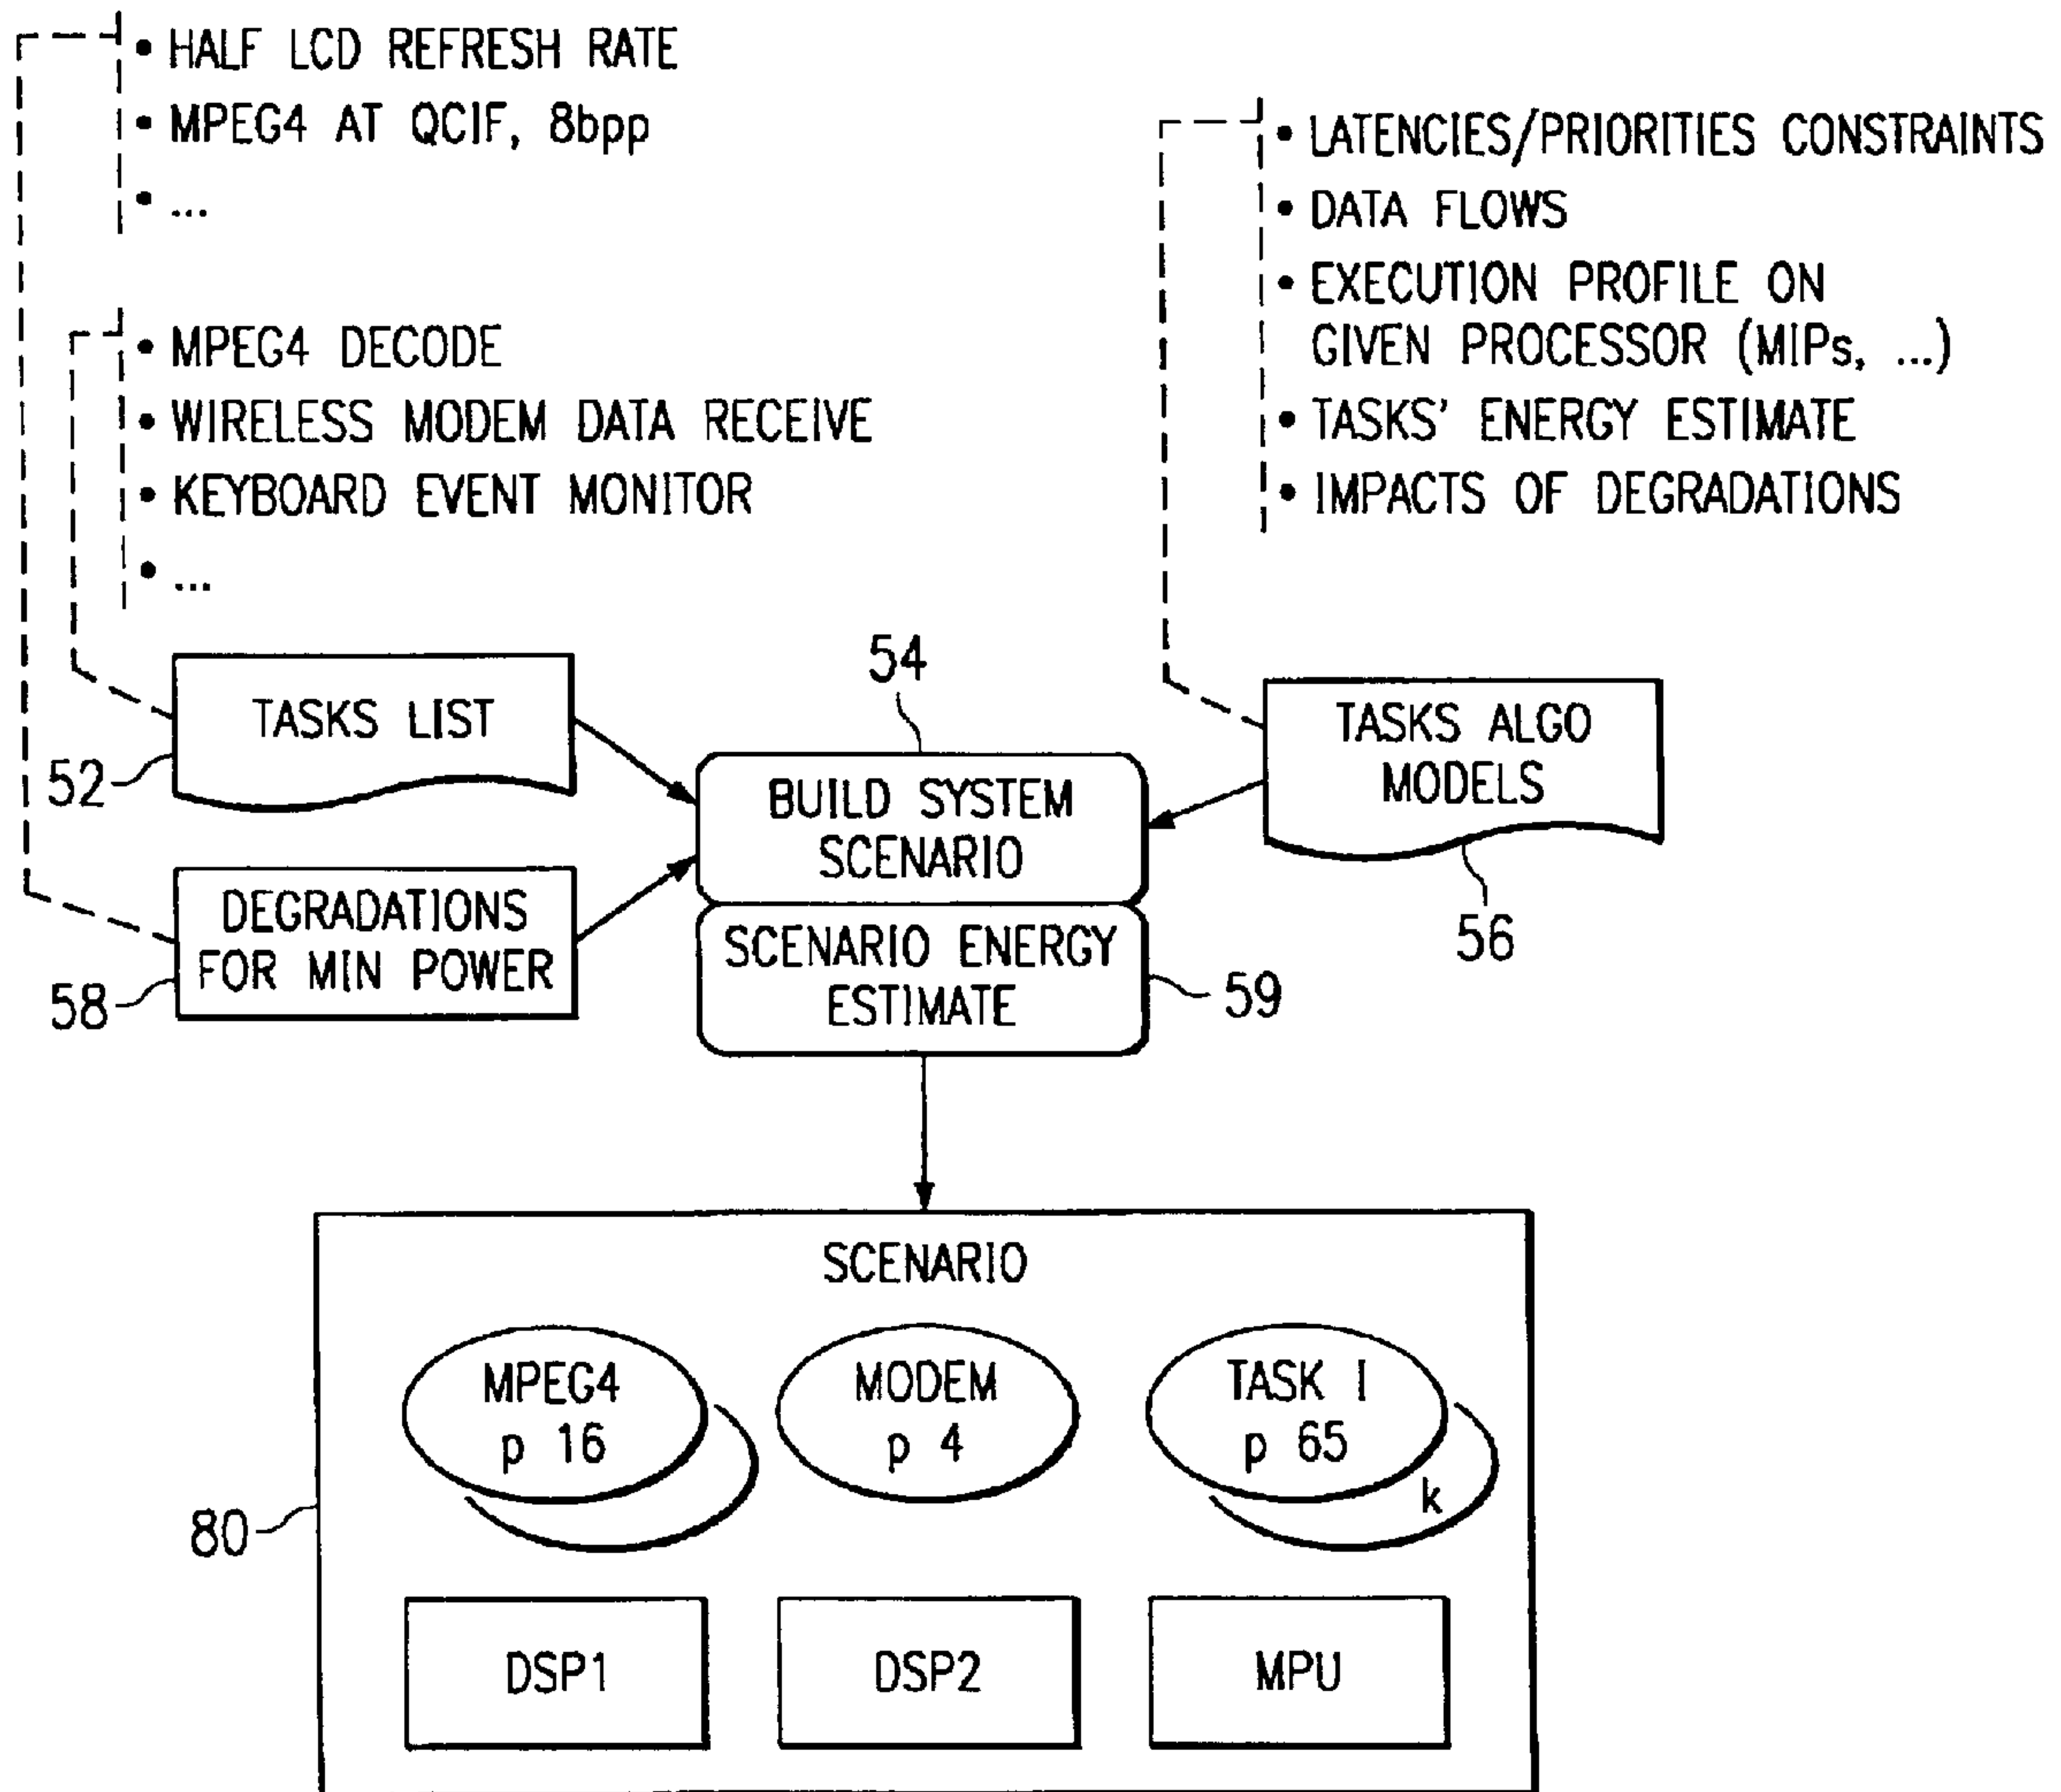 • HALF LCD REFRESH RATE
• MPEG4 AT QCIF, 8bpp
• ...
• MPEG4 DECODE
• WIRELESS MODEM DATA RECEIVE
• KEYBOARD EVENT MONITOR
• ...
• LATENCIES/PRIORITIES CONSTRAINTS
• DATA FLOWS
• EXECUTION PROFILE ON
GIVEN PROCESSOR (MIPs, ...)
• TASKS' ENERGY ESTIMATE
• IMPACTS OF DEGRADATIONS
TASKS LIST
52
54
BUILD SYSTEM
SCENARIO
TASKS ALGO
MODELS
56
DEGRADATIONS
FOR MIN POWER
58
SCENARIO ENERGY
ESTIMATE
59
SCENARIO
MPEG4
p 16
MODEM
p 4
TASK I
p 65
k
80
DSP1
DSP2
MPU